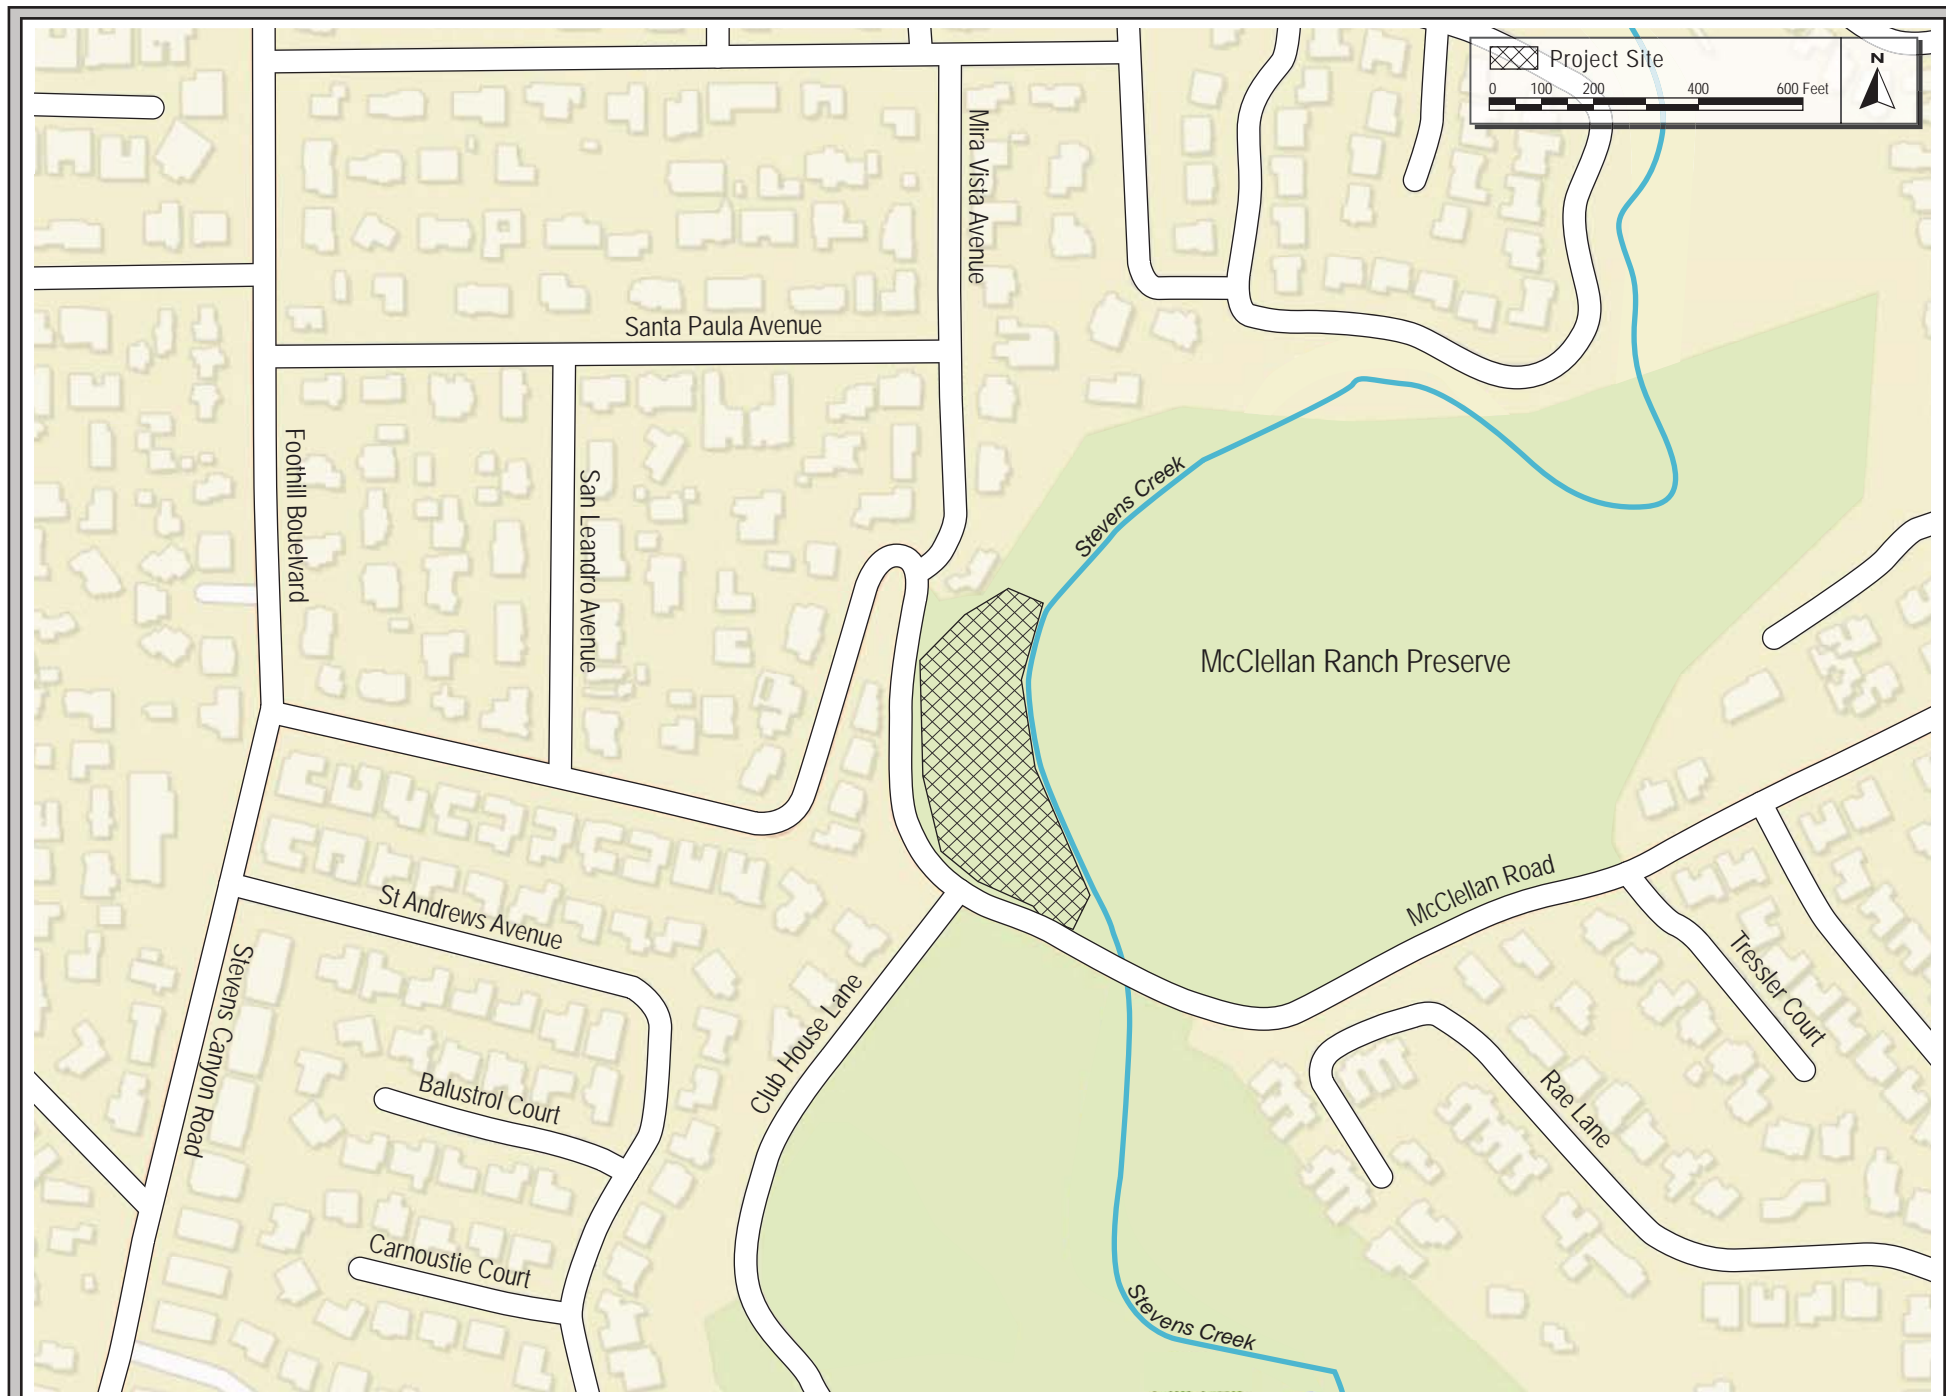 Project Site
N
0 100 200 400 600 Feet
Mira Vista Avenue
Santa Paula Avenue
Foothill Bouelvard
San Leandro Avenue
Stevens Creek
McClellan Ranch Preserve
McClellan Road
St Andrews Avenue
Stevens Canyon Road
Club House Lane
Tressler Court
Balustrol Court
Rae Lane
Carnoustie Court
Stevens Creek